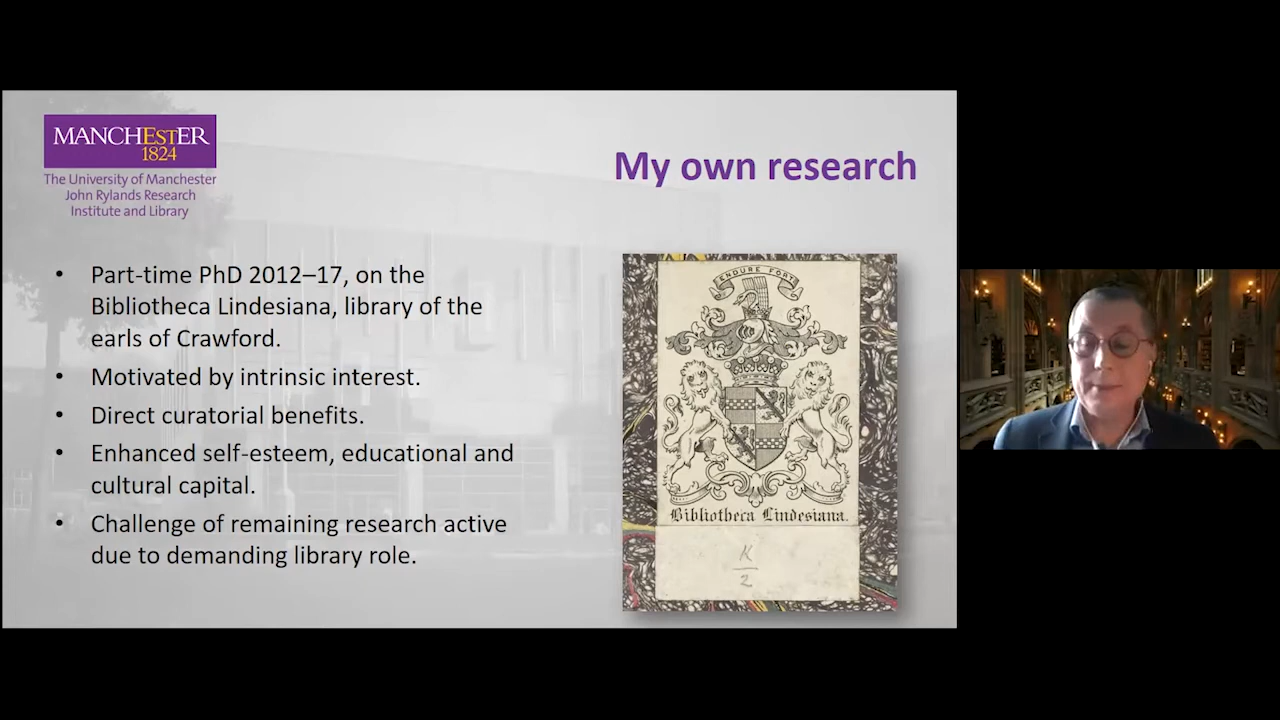 MANCHESTER
1824
The University of Manchester
John Rylands Research
Institute and Library
My own research
• Part-time PhD 2012–17, on the
Bibliotheca Lindesiana, library of the
earls of Crawford.
• Motivated by intrinsic interest.
• Direct curatorial benefits.
• Enhanced self-esteem, educational and
cultural capital.
• Challenge of remaining research active
due to demanding library role.
ENDURE FORT
Bibliotheca Lindesiana.
K
2